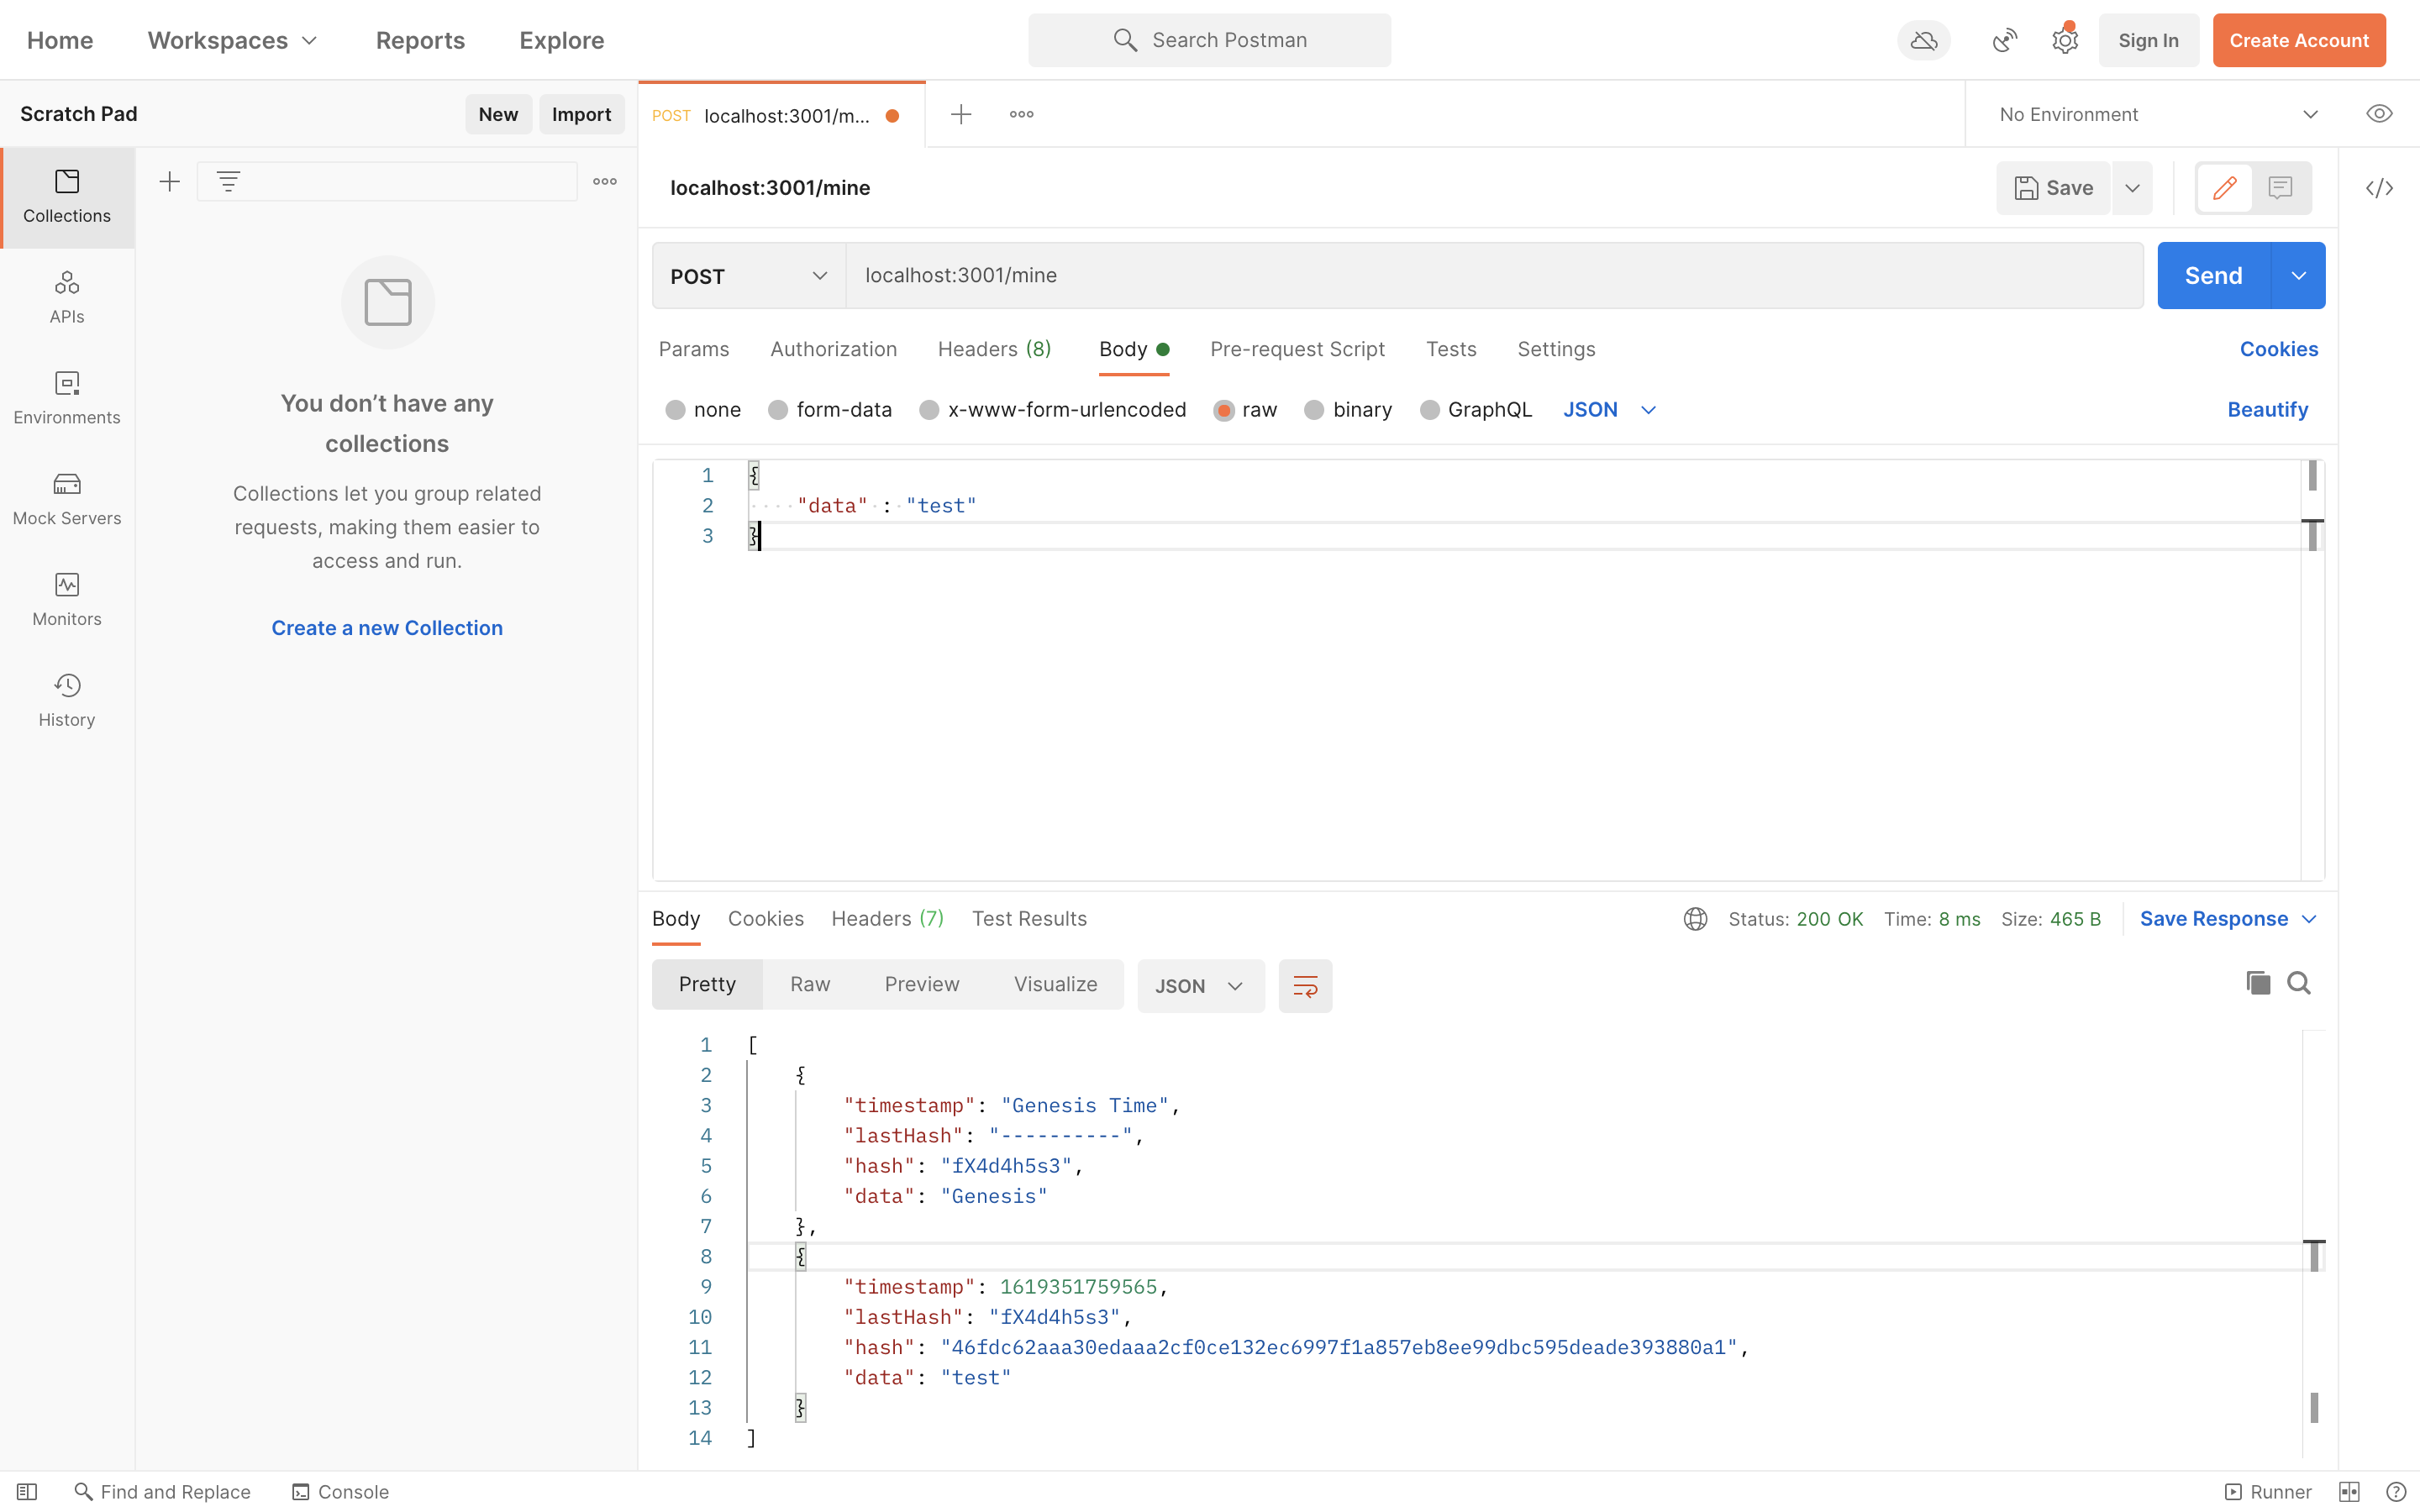 Home Workspaces Reports Explore Search Postman Sign In Create Account
Scratch Pad New Import POST localhost:3001/m... No Environment
Collections
APIs
Environments
Mock Servers
Monitors
History
You don’t have any
collections
Collections let you group related
requests, making them easier to
access and run.
Create a new Collection
localhost:3001/mine Save
POST localhost:3001/mine Send
Params Authorization Headers (8) Body Pre-request Script Tests Settings Cookies
none form-data x-www-form-urlencoded raw binary GraphQL JSON Beautify
1 {
2 "data" : "test"
3 }
Body Cookies Headers (7) Test Results Status: 200 OK Time: 8 ms Size: 465 B Save Response
Pretty Raw Preview Visualize JSON
1 [
2 {
3 "timestamp": "Genesis Time",
4 "lastHash": "----------",
5 "hash": "fX4d4h5s3",
6 "data": "Genesis"
7 },
8 {
9 "timestamp": 1619351759565,
10 "lastHash": "fX4d4h5s3",
11 "hash": "46fdc62aaa30edaaa2cf0ce132ec6997f1a857eb8ee99dbc595deade393880a1",
12 "data": "test"
13 }
14 ]
Find and Replace Console Runner